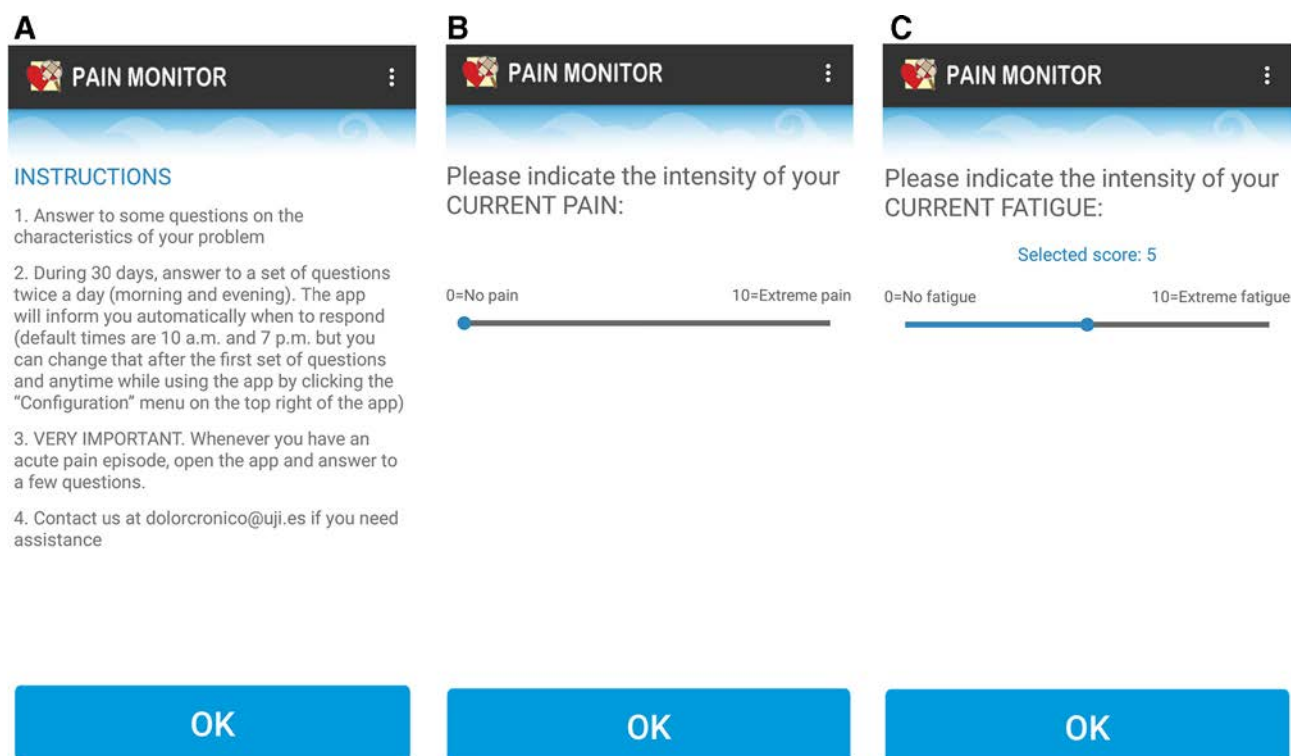 A
PAIN MONITOR
INSTRUCTIONS
1. Answer to some questions on the
characteristics of your problem
2. During 30 days, answer to a set of questions
twice a day (morning and evening). The app
will inform you automatically when to respond
(default times are 10 a.m. and 7 p.m. but you
can change that after the first set of questions
and anytime while using the app by clicking the
“Configuration” menu on the top right of the app)
3. VERY IMPORTANT. Whenever you have an
acute pain episode, open the app and answer to
a few questions.
4. Contact us at dolorcronico@uji.es if you need
assistance
OK
B
PAIN MONITOR
Please indicate the intensity of your
CURRENT PAIN:
0=No pain 10=Extreme pain
OK
C
PAIN MONITOR
Please indicate the intensity of your
CURRENT FATIGUE:
Selected score: 5
0=No fatigue 10=Extreme fatigue
OK